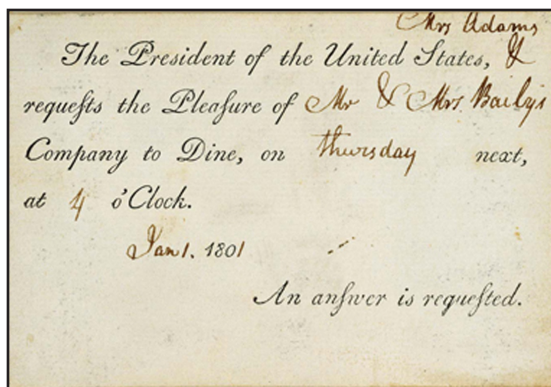 Mrs Adams
The President of the United States, &
requeſts the Pleaſure of Mr & Mrs Baily's
Company to Dine, on thursday next,
at 4 o'Clock.
Jan 1. 1801
An anſwer is requeſted.